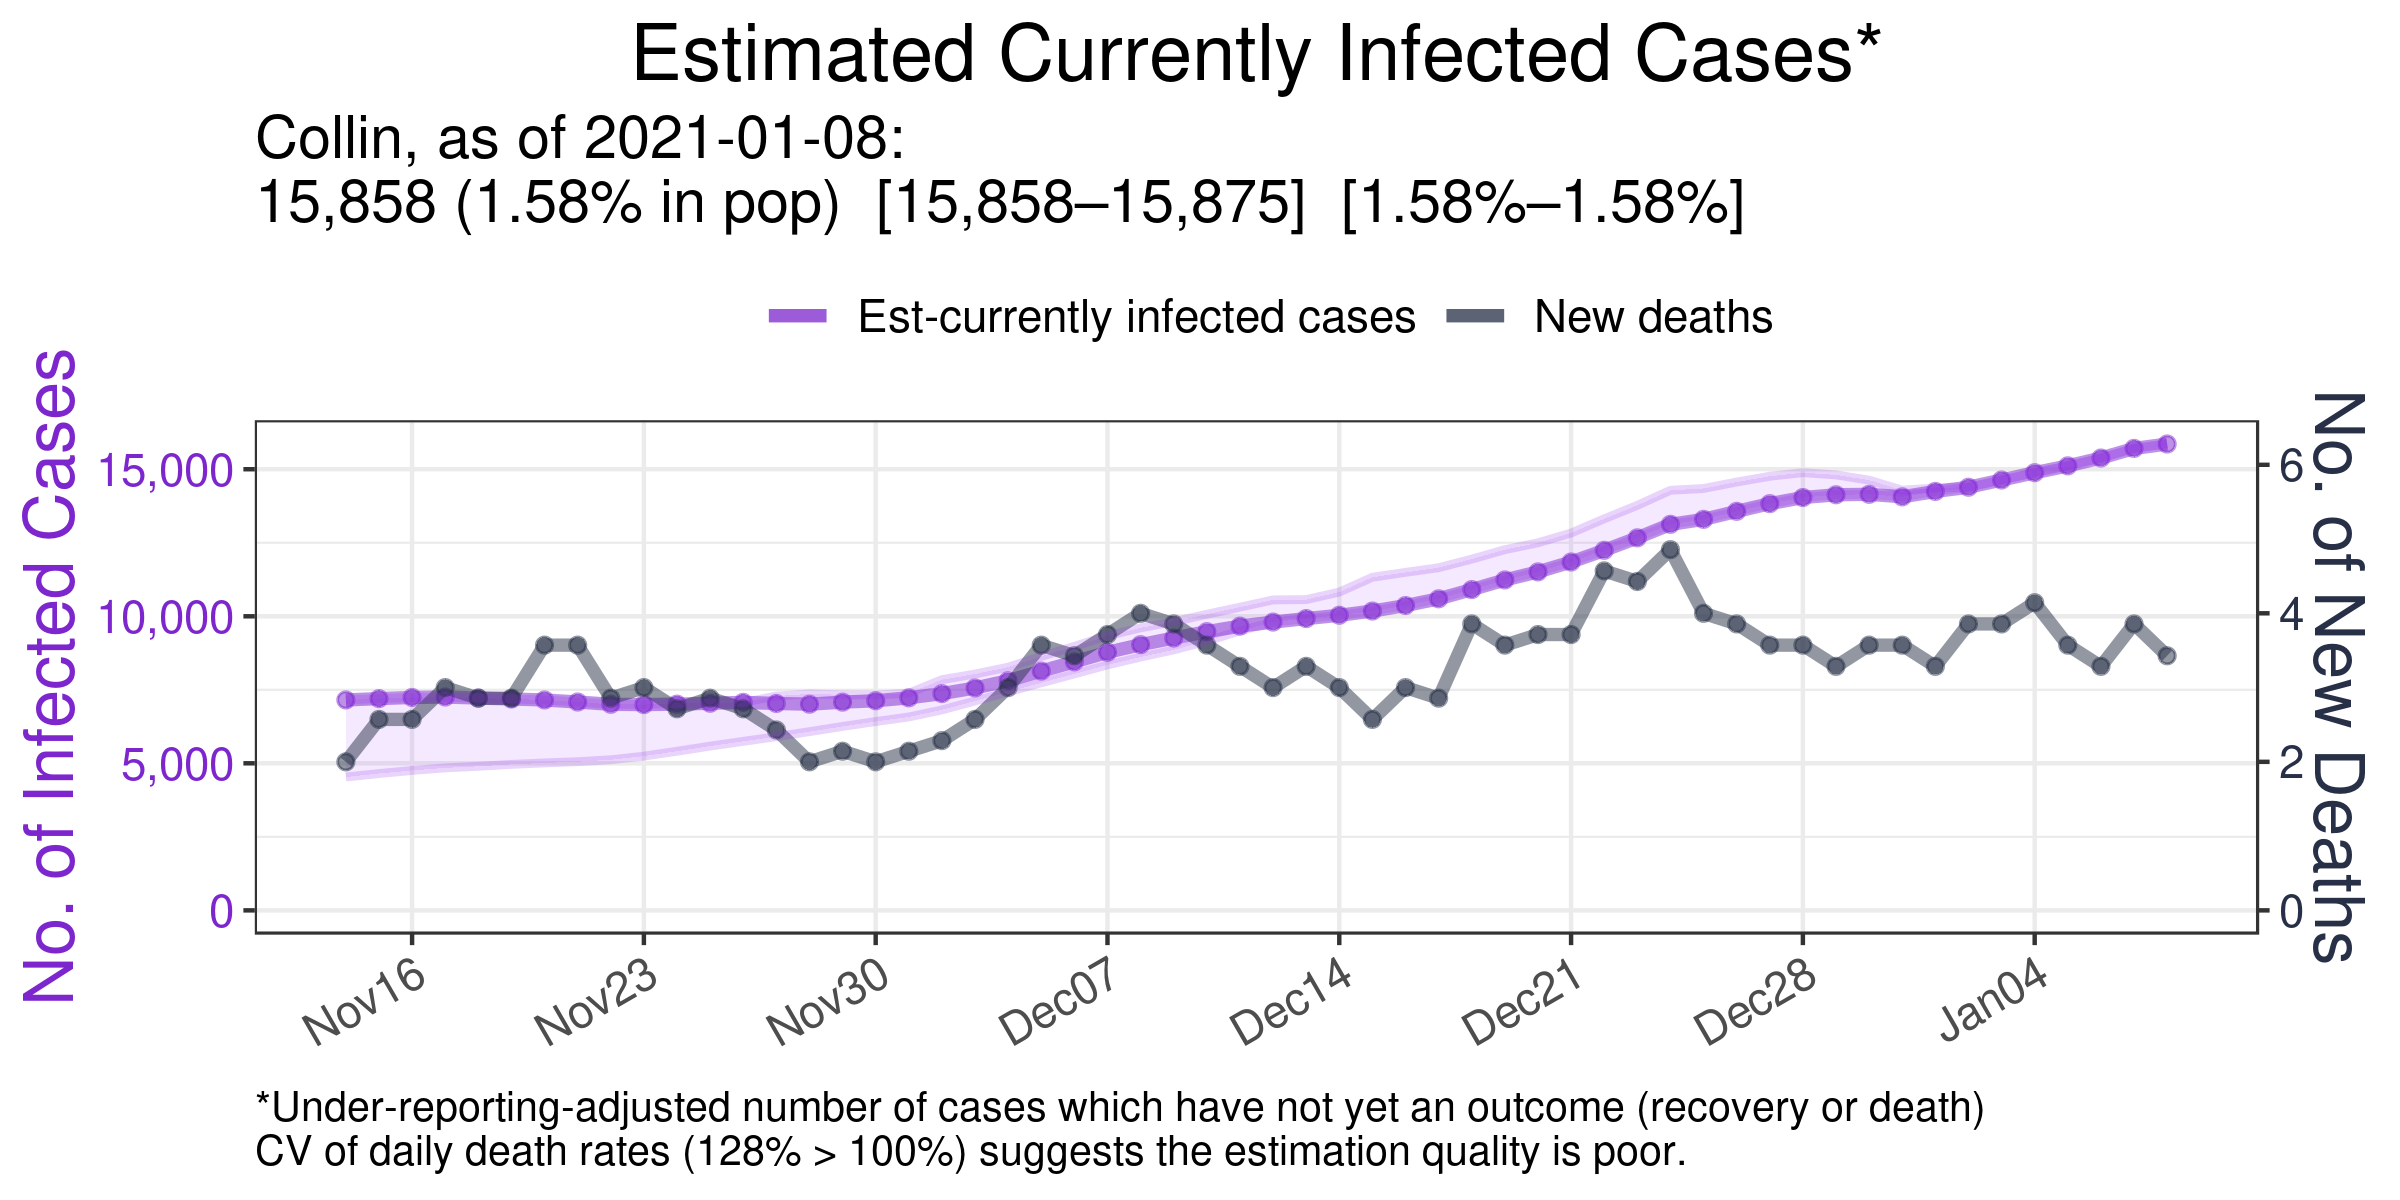 Estimated Currently Infected Cases*
Collin, as of 2021-01-08:
15,858 (1.58% in pop)  [15,858–15,875]  [1.58%–1.58%]
Est-currently infected cases
New deaths
No. of Infected Cases
15,000
10,000
5,000
0
6
4
2
0
No. of New Deaths
Nov16
Nov23
Nov30
Dec07
Dec14
Dec21
Dec28
Jan04
*Under-reporting-adjusted number of cases which have not yet an outcome (recovery or death)
CV of daily death rates (128% > 100%) suggests the estimation quality is poor.